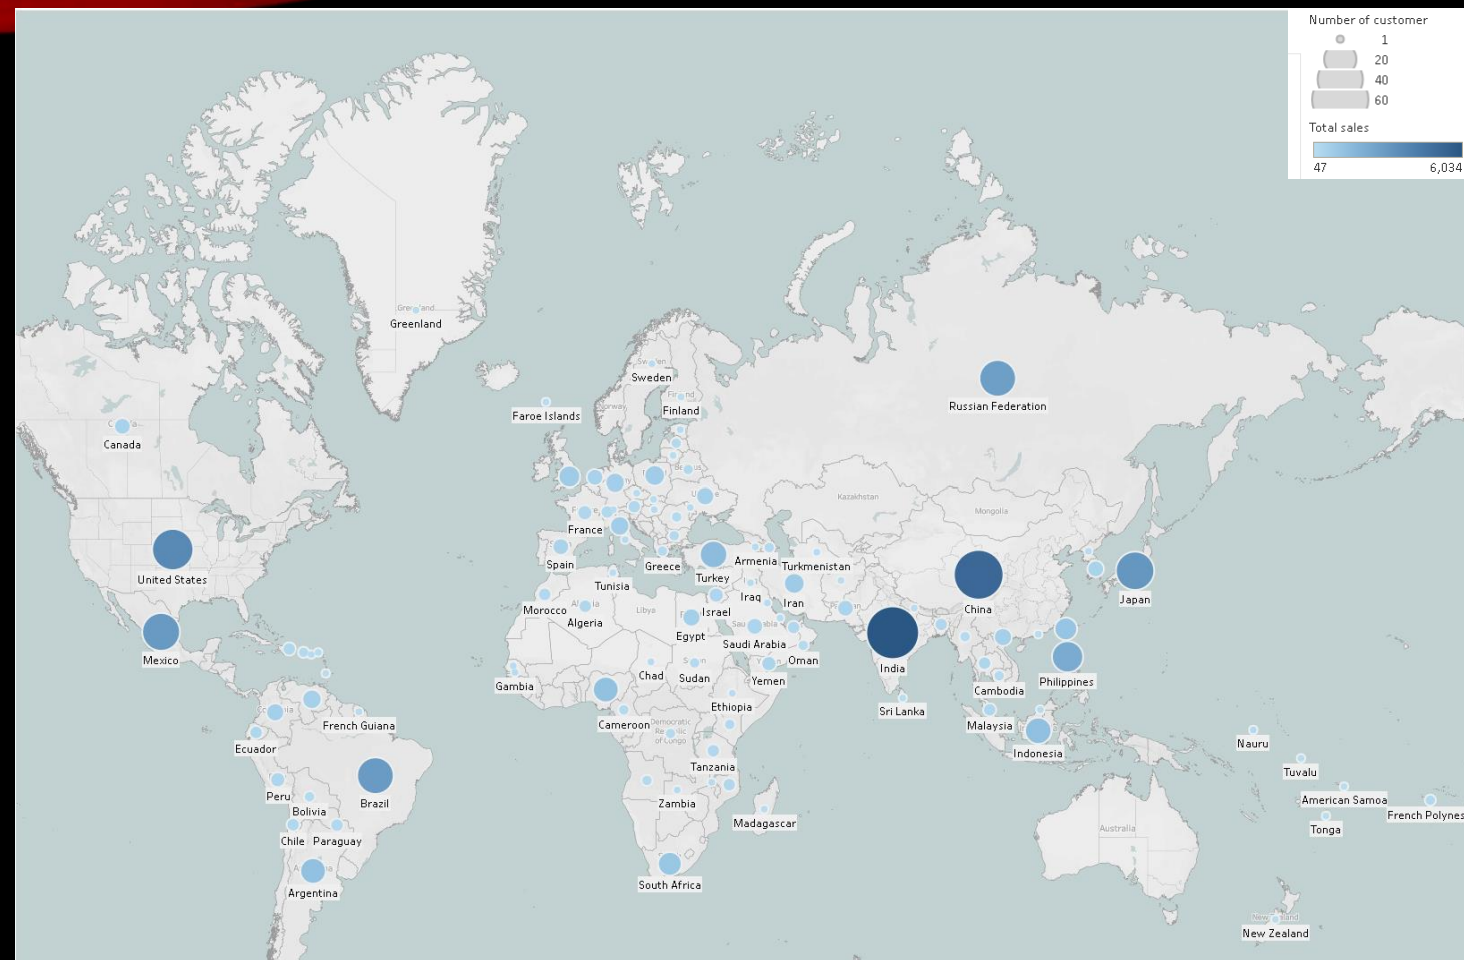 Number of customer
1
20
40
60
Total sales
47
6,034
Greenland
Sweden
Faroe Islands
Finland
Russian Federation
Canada
Kazakhstan
Mongolia
France
United States
Spain
Greece
Turkey
Armenia
Turkmenistan
Tunisia
China
Japan
Iraq
Iran
Morocco
Algeria
Libya
Israel
Egypt
Saudi Arabia
Oman
Mexico
India
Philippines
Gambia
Chad
Sudan
Yemen
Cambodia
Ethiopia
Sri Lanka
French Guiana
Cameroon
Democratic
of Congo
Malaysia
Ecuador
Indonesia
Nauru
Tanzania
Tuvalu
Peru
Bolivia
Brazil
Zambia
Madagascar
American Samoa
French Polynes
Chile
Paraguay
Australia
Tonga
Argentina
South Africa
New Zealand